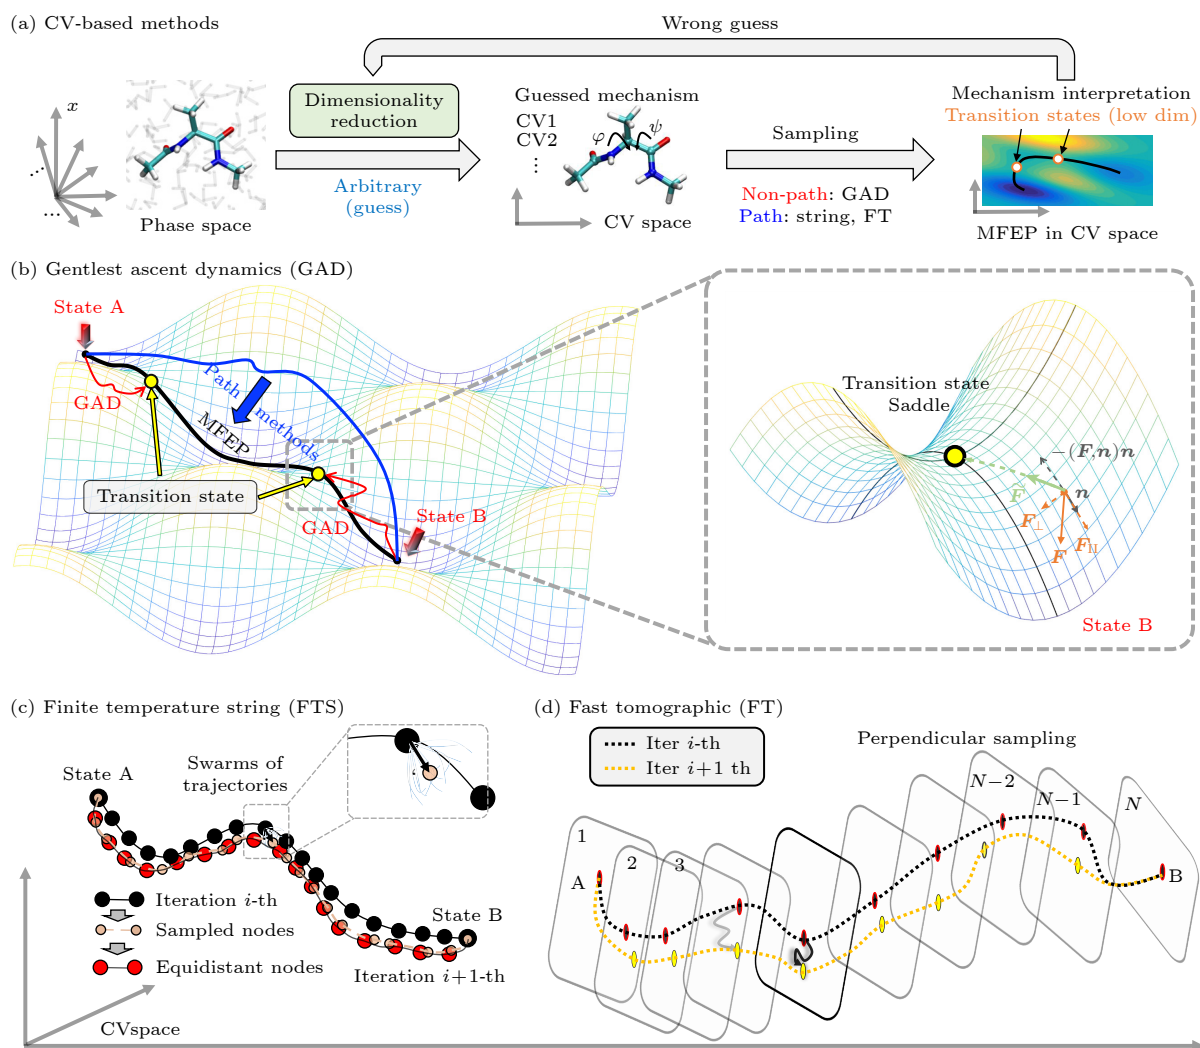 (a) CV-based methods
Wrong guess
x
...
...
Phase space
Dimensionality
reduction
Arbitrary
(guess)
Guessed mechanism
CV1
CV2
...
φ
ψ
CV space
Sampling
Non-path: GAD
Path: string, FT
Mechanism interpretation
Transition states (low dim)
MFEP in CV space
(b) Gentlest ascent dynamics (GAD)
State A
GAD
Path methods
MFEP
Transition state
GAD
State B
Transition state
Saddle
−(F,n)n
F̃
n
F⊥
F
F∥
State B
(c) Finite temperature string (FTS)
State A
Swarms of
trajectories
Iteration i-th
Sampled nodes
Equidistant nodes
State B
Iteration i+1-th
CVspace
(d) Fast tomographic (FT)
Iter i-th
Iter i+1 th
Perpendicular sampling
1
2
3
N−2
N−1
N
A
B